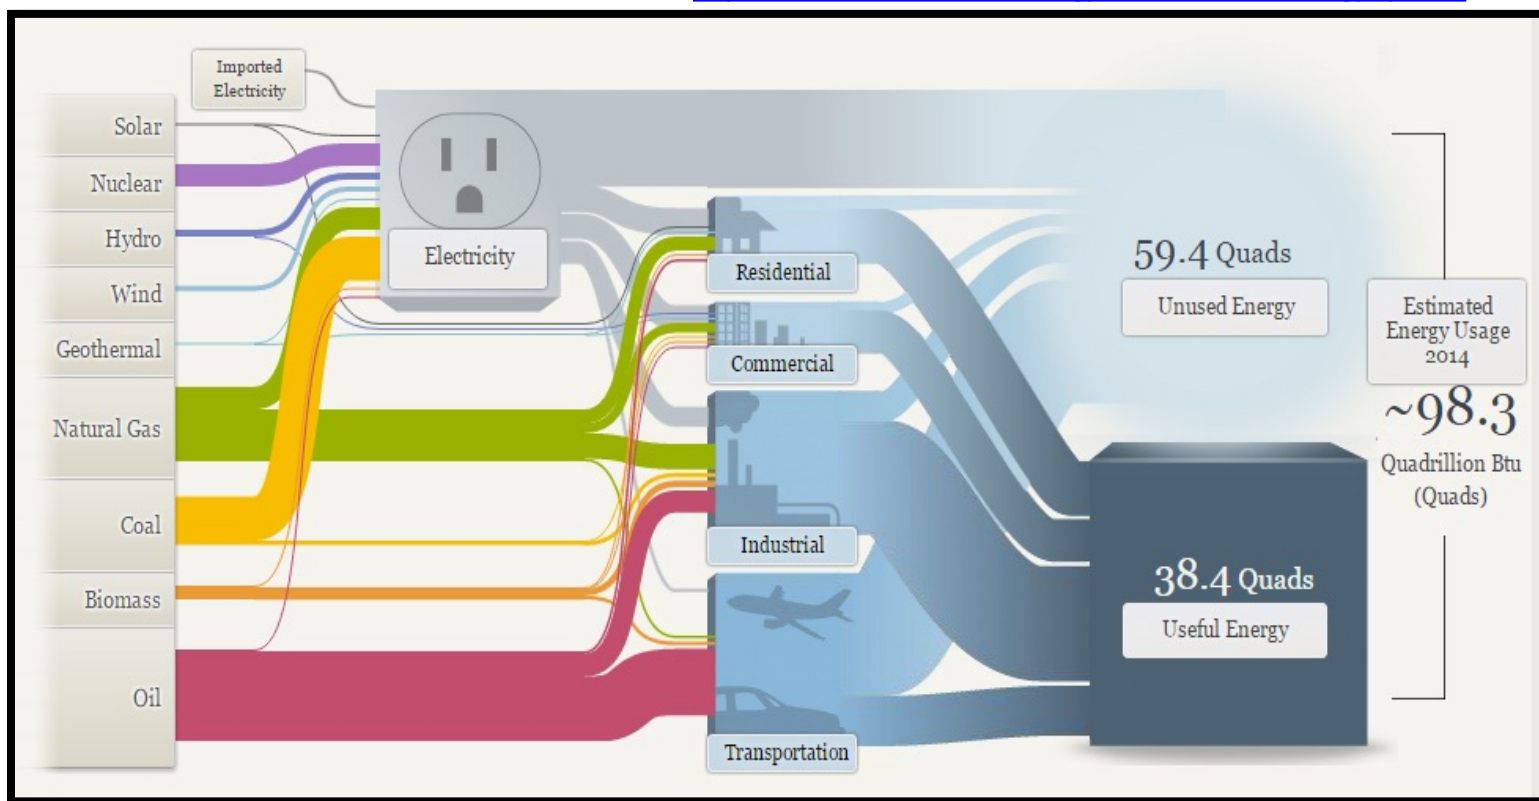 Imported
Electricity
Solar
Nuclear
Hydro
Wind
Geothermal
Natural Gas
Coal
Biomass
Oil
Electricity
Residential
Commercial
Industrial
Transportation
59.4 Quads
Unused Energy
38.4 Quads
Useful Energy
Estimated
Energy Usage
2014
~98.3
Quadrillion Btu
(Quads)